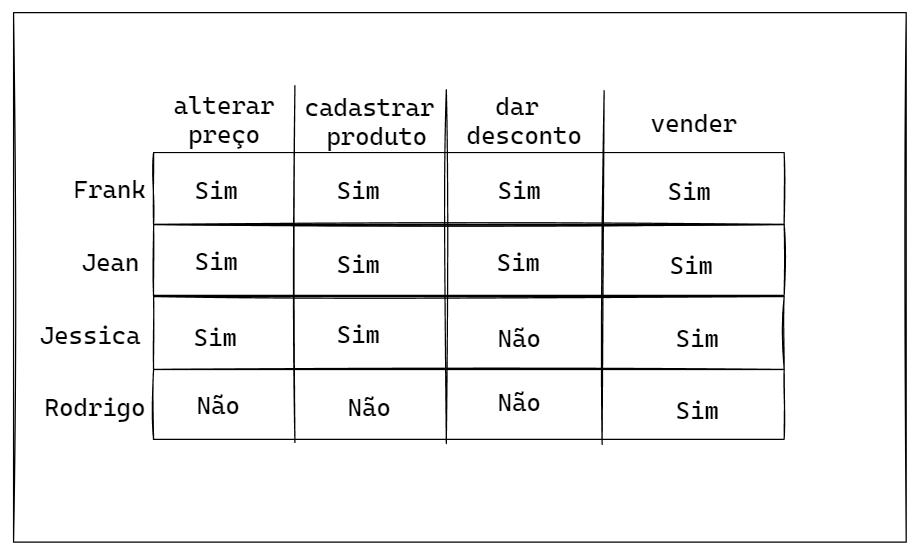 alterar preço cadastrar produto dar desconto vender
Frank Sim Sim Sim Sim
Jean Sim Sim Sim Sim
Jessica Sim Sim Não Sim
Rodrigo Não Não Não Sim